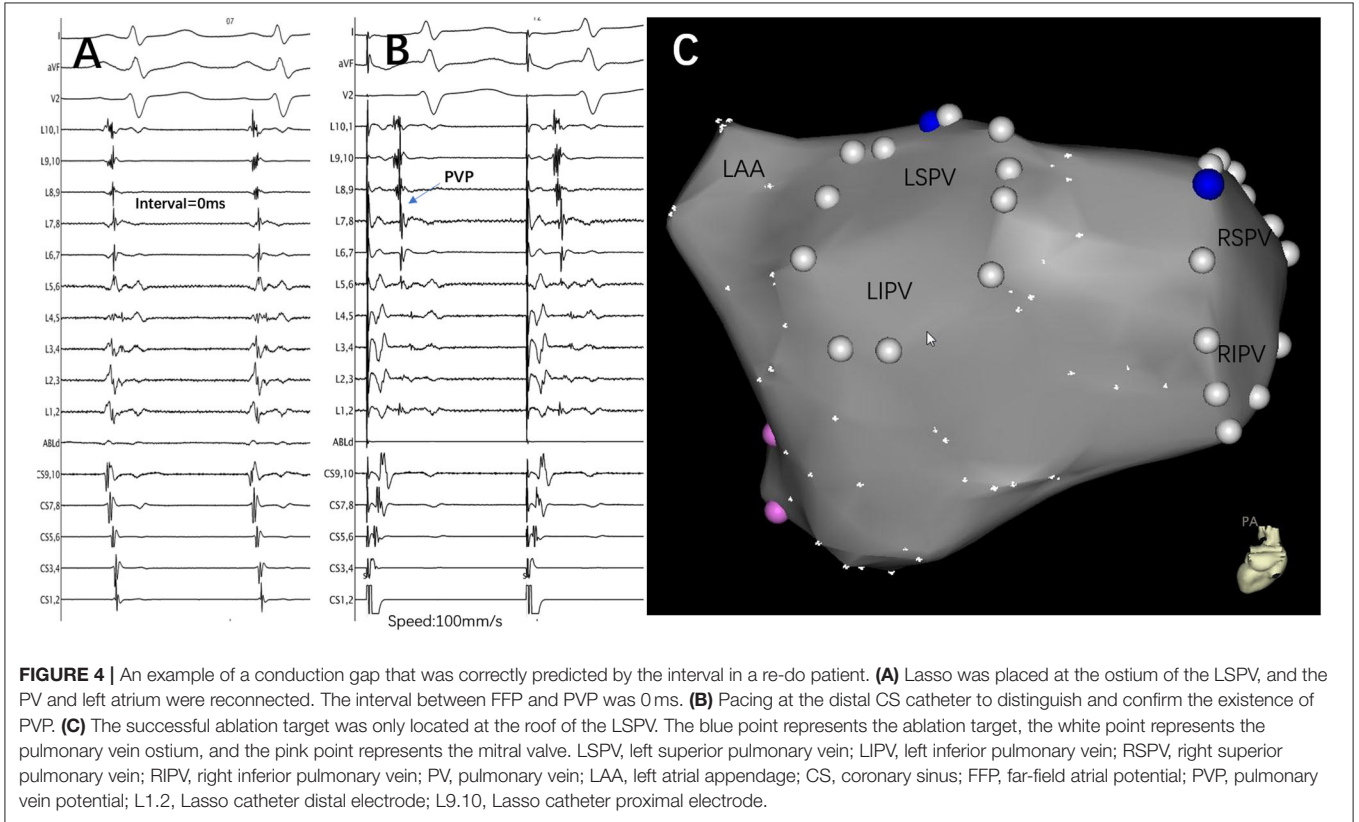 07
A
I
aVF
V2
L10,1
L9,10
L8,9
Interval=0ms
L7,8
L6,7
L5,6
L4,5
L3,4
L2,3
L1,2
ABLd
CS9,10
CS7,8
CS5,6
CS3,4
CS1,2
B
I
aVF
V2
L10,1
L9,10
L8,9
PVP
L7,8
L6,7
L5,6
L4,5
L3,4
L2,3
L1,2
ABLd
CS9,10
CS7,8
CS5,6
CS3,4
S
S
CS1,2
Speed:100mm/s
C
LAA
LSPV
RSPV
LIPV
RIPV
PA
FIGURE 4 | An example of a conduction gap that was correctly predicted by the interval in a re-do patient. (A) Lasso was placed at the ostium of the LSPV, and the
PV and left atrium were reconnected. The interval between FFP and PVP was 0 ms. (B) Pacing at the distal CS catheter to distinguish and confirm the existence of
PVP. (C) The successful ablation target was only located at the roof of the LSPV. The blue point represents the ablation target, the white point represents the
pulmonary vein ostium, and the pink point represents the mitral valve. LSPV, left superior pulmonary vein; LIPV, left inferior pulmonary vein; RSPV, right superior
pulmonary vein; RIPV, right inferior pulmonary vein; PV, pulmonary vein; LAA, left atrial appendage; CS, coronary sinus; FFP, far-field atrial potential; PVP, pulmonary
vein potential; L1.2, Lasso catheter distal electrode; L9.10, Lasso catheter proximal electrode.